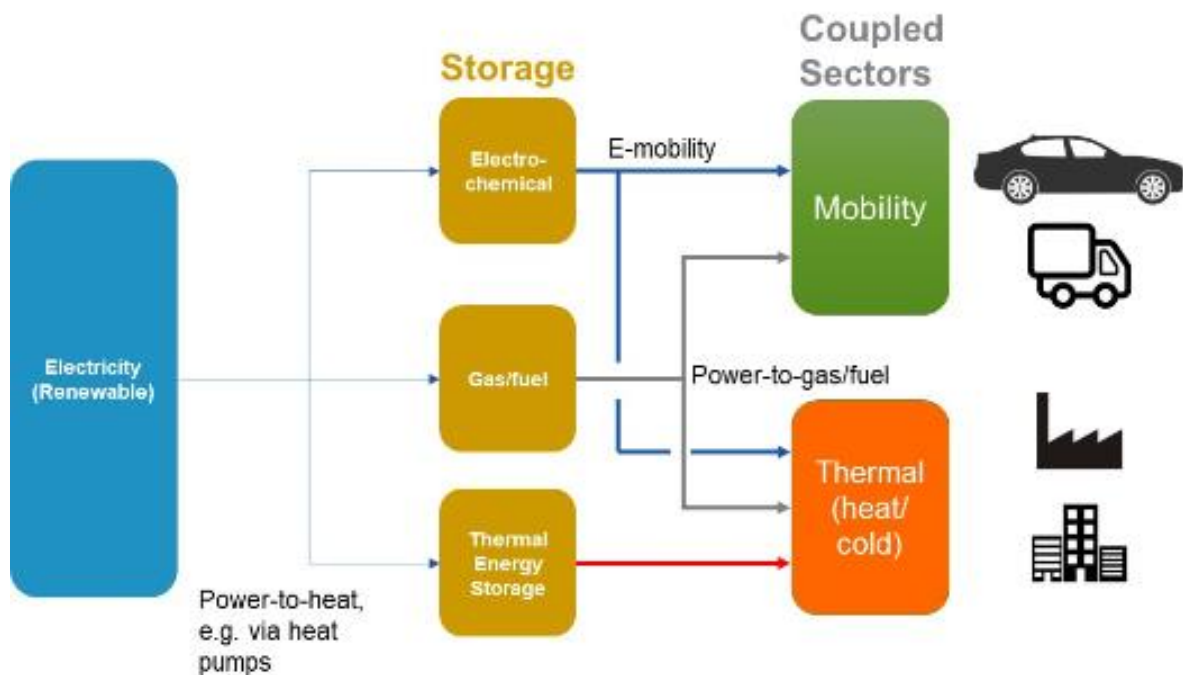 Storage
Coupled
Sectors
Electro-
chemical
E-mobility
Mobility
Electricity
(Renewable)
Gas/fuel
Power-to-gas/fuel
Thermal
(heat/
cold)
Thermal
Energy
Storage
Power-to-heat,
e.g. via heat
pumps